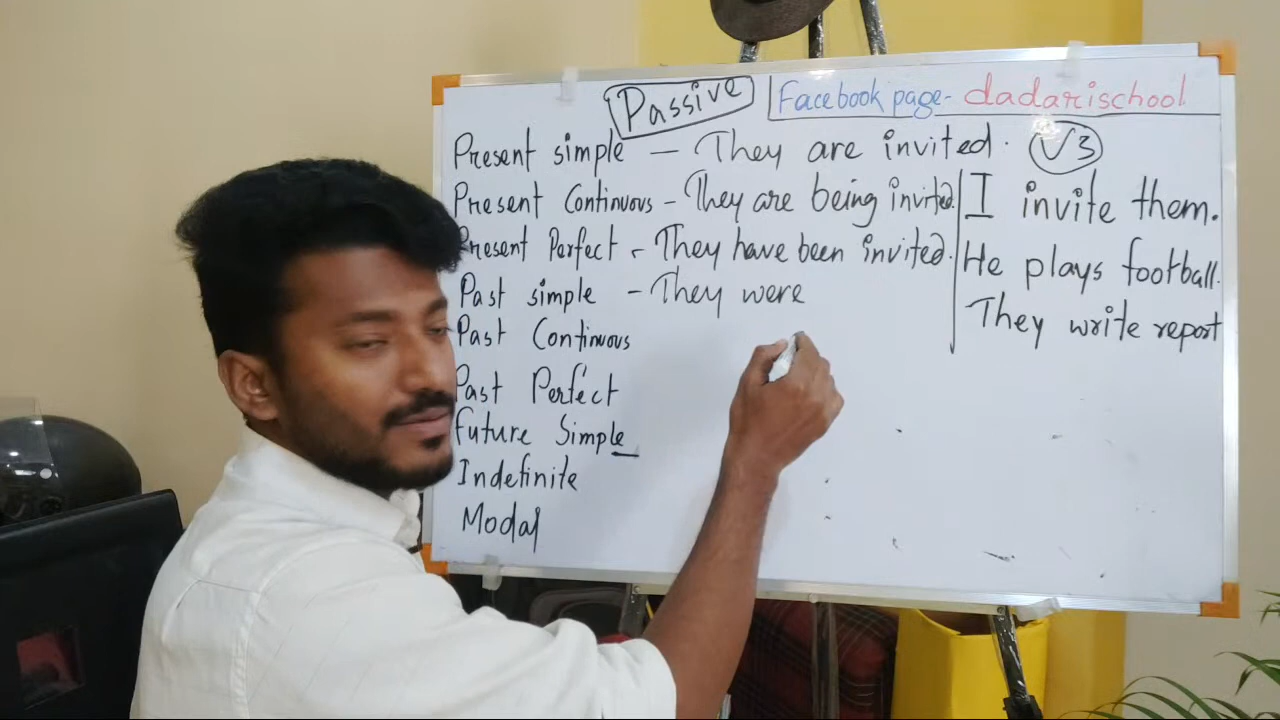 Passive
Facebook page- dadarischool
Present simple — They are invited. V3
Present Continuous - They are being invited.
Present Perfect - They have been invited.
Past simple - They were
Past Continuous
Past Perfect
Future Simple
Indefinite
Modal
I invite them.
He plays football.
They write report